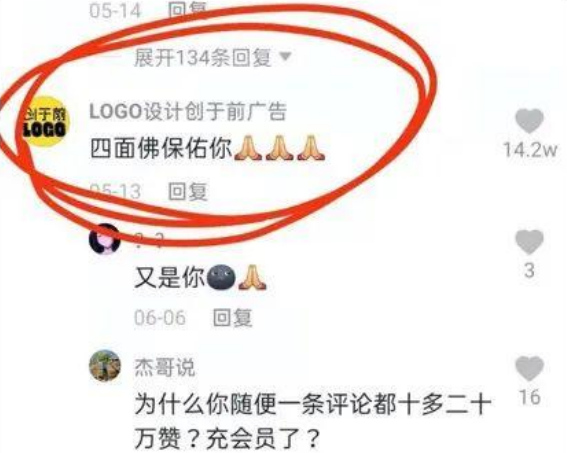 05-14 回复
展开134条回复
创于前
LOGO
LOGO设计创于前广告
四面佛保佑你🙏🙏🙏
14.2w
05-13 回复
? ?
又是你🌚🙏
3
06-06 回复
杰哥说
为什么你随便一条评论都十多二十
万赞？充会员了？
16